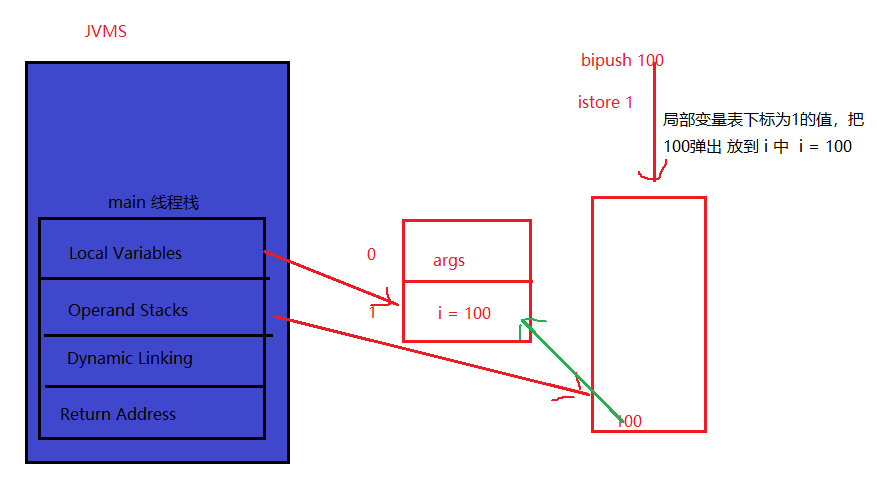 JVMS
bipush 100
istore 1
局部变量表下标为1的值，把
100弹出 放到 i 中  i = 100
main 线程栈
Local Variables
0
args
Operand Stacks
1
i = 100
Dynamic Linking
Return Address
100